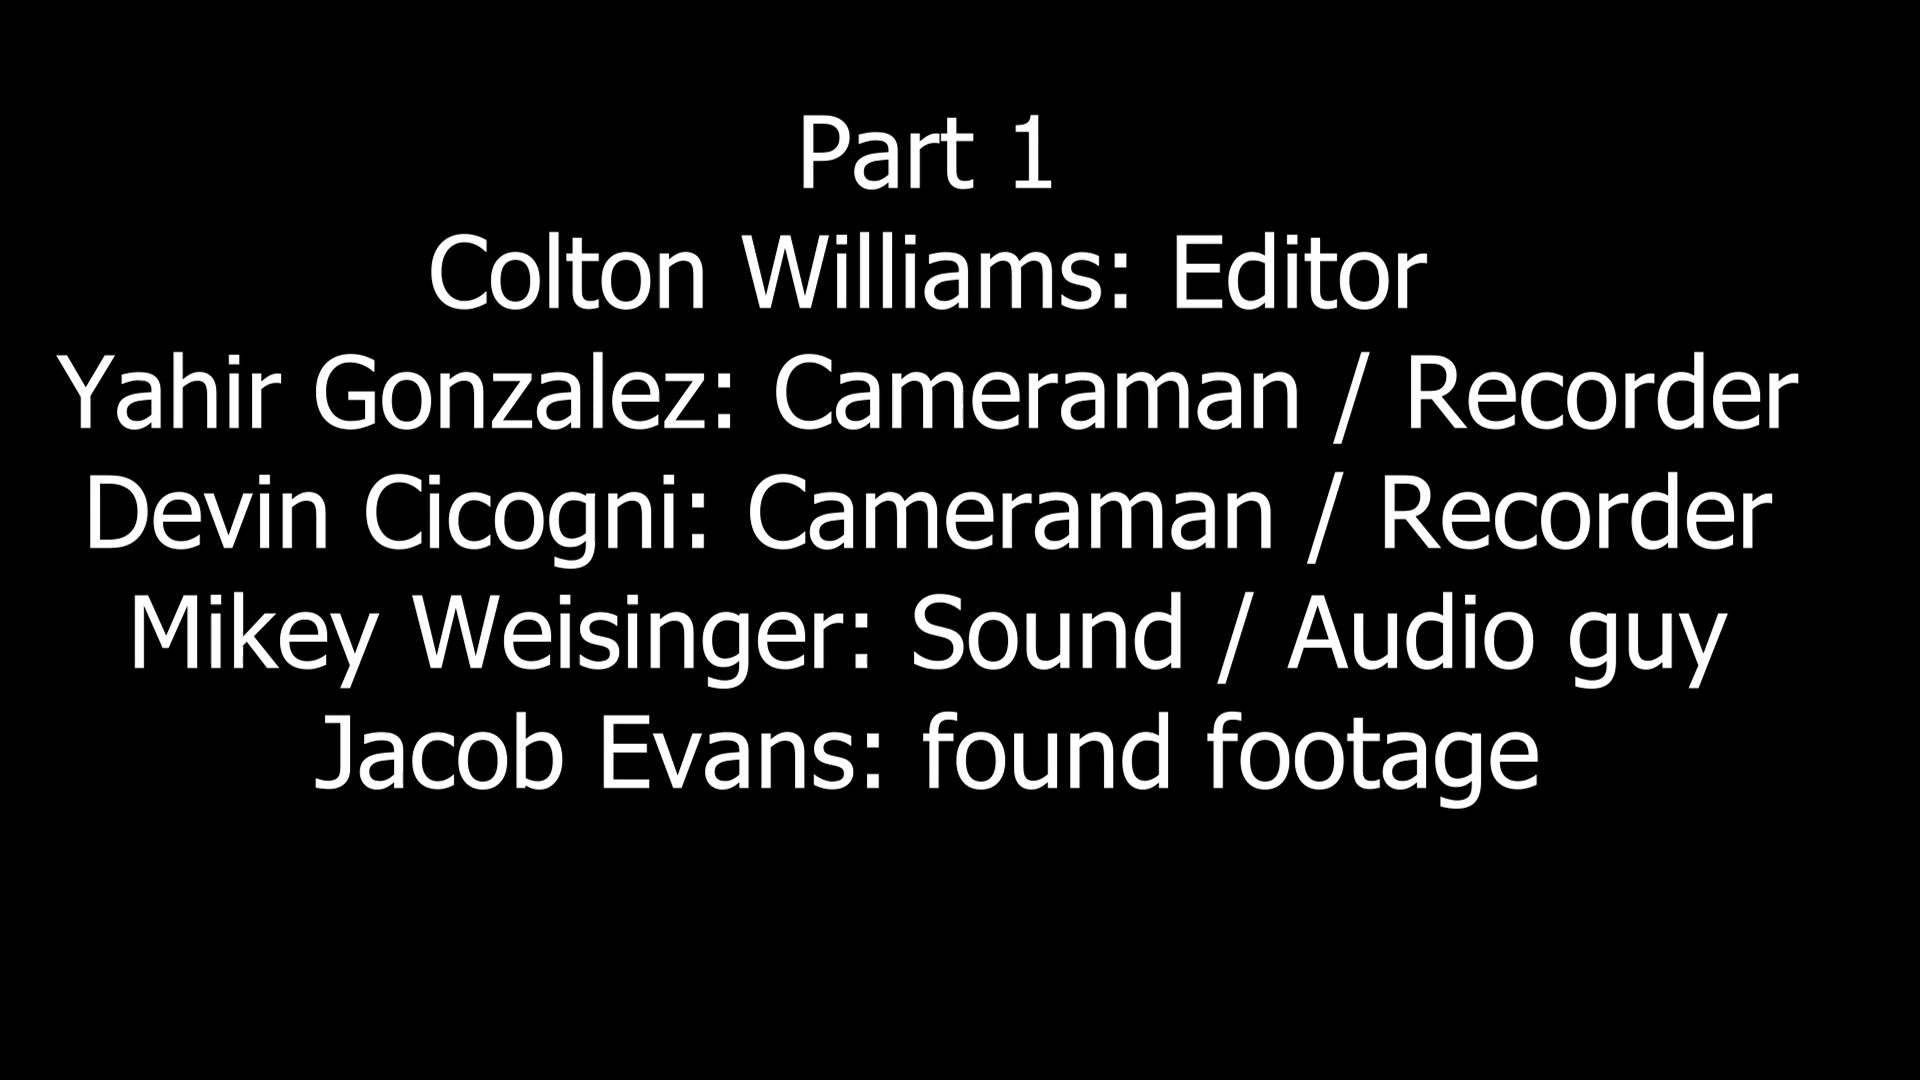 Part 1
Colton Williams: Editor
Yahir Gonzalez: Cameraman / Recorder
Devin Cicogni: Cameraman / Recorder
Mikey Weisinger: Sound / Audio guy
Jacob Evans: found footage